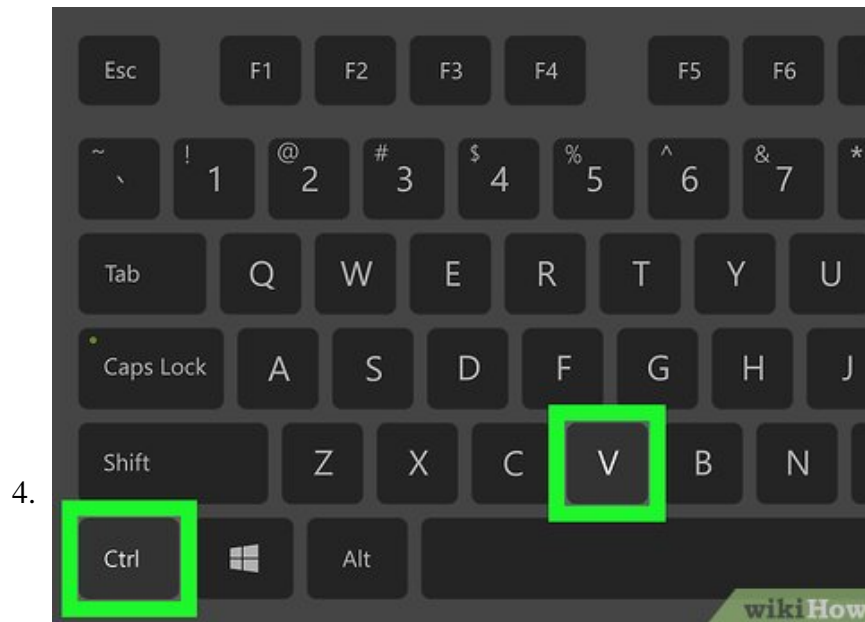 Esc F1 F2 F3 F4 F5 F6
~ ` ! 1 @ 2 # 3 $ 4 % 5 ^ 6 & 7 *
Tab Q W E R T Y U
Caps Lock A S D F G H J
Shift Z X C V B N
4.
Ctrl Alt
wikiHow